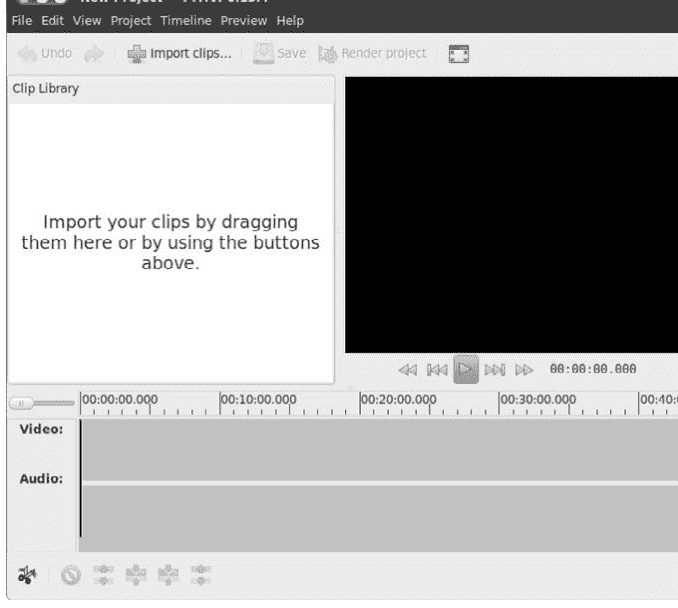 File Edit View Project Timeline Preview Help
Undo Import clips... Save Render project
Clip Library
Import your clips by dragging
them here or by using the buttons
above.
00:00:00.000
00:00:00.000 00:10:00.000 00:20:00.000 00:30:00.000 00:40:
Video:
Audio: